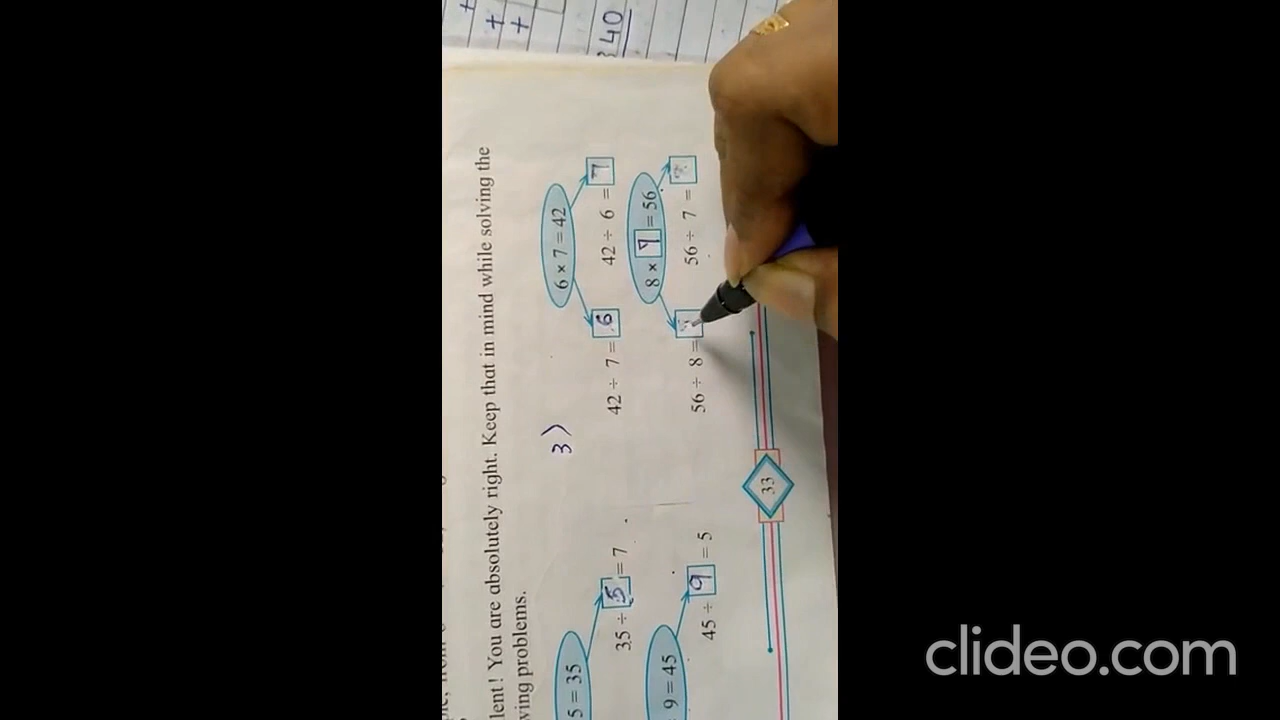 +
+
+
340
lent! You are absolutely right. Keep that in mind while solving the
ving problems.
5 = 35
35 ÷ 5 = 7
9 = 45
45 ÷ 9 = 5
3)
6 × 7 = 42
42 ÷ 7 = 6
42 ÷ 6 = 7
8 × 7 = 56
56 ÷ 8 =
56 ÷ 7 =
33
clideo.com